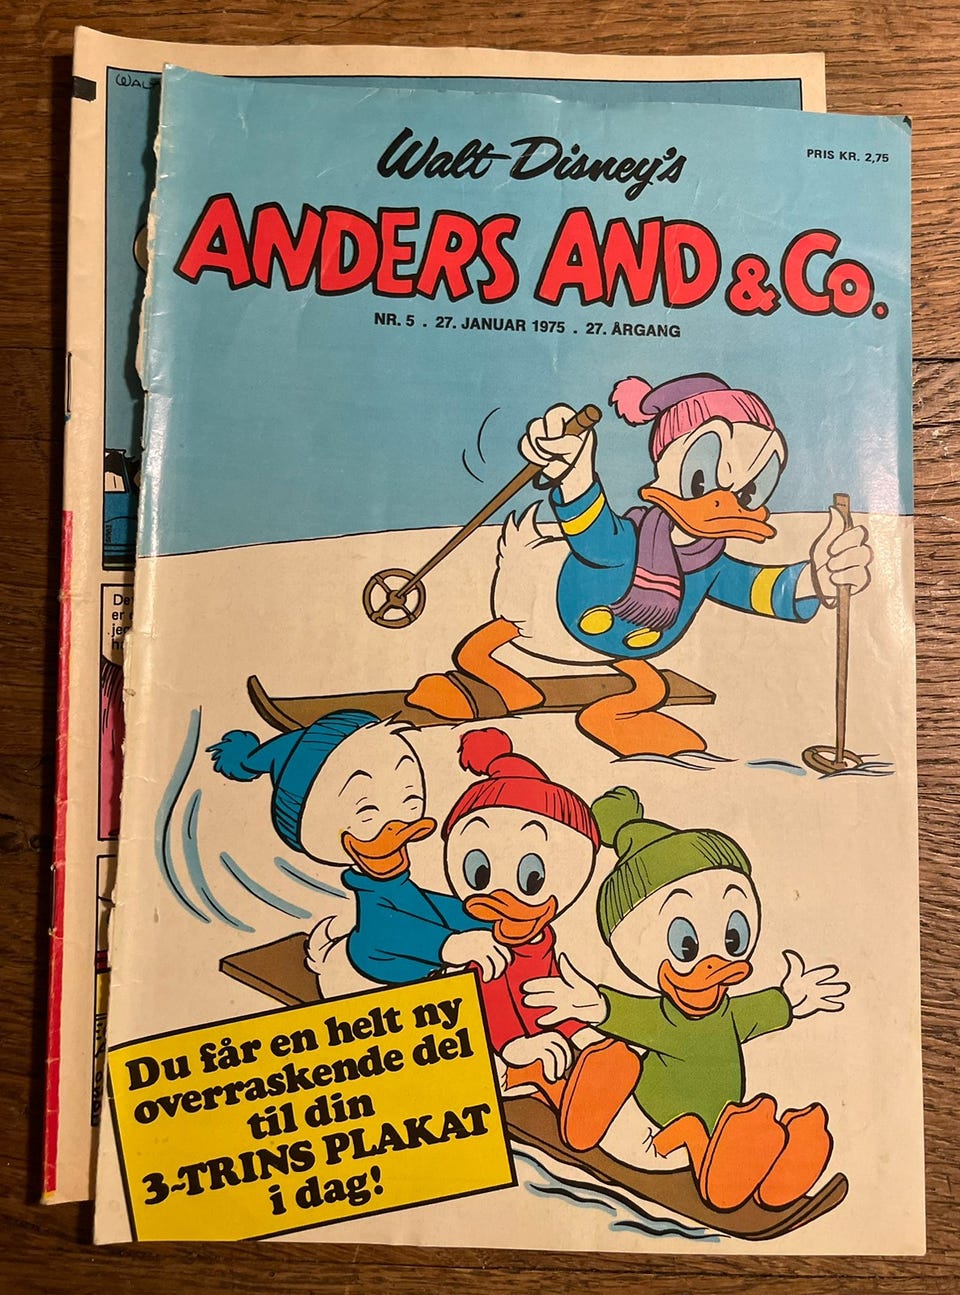 Walt Disney's
PRIS KR. 2,75
ANDERS AND & Co.
NR. 5 . 27. JANUAR 1975 . 27. ÅRGANG
Du får en helt ny
overraskende del
til din
3-TRINS PLAKAT
i dag!